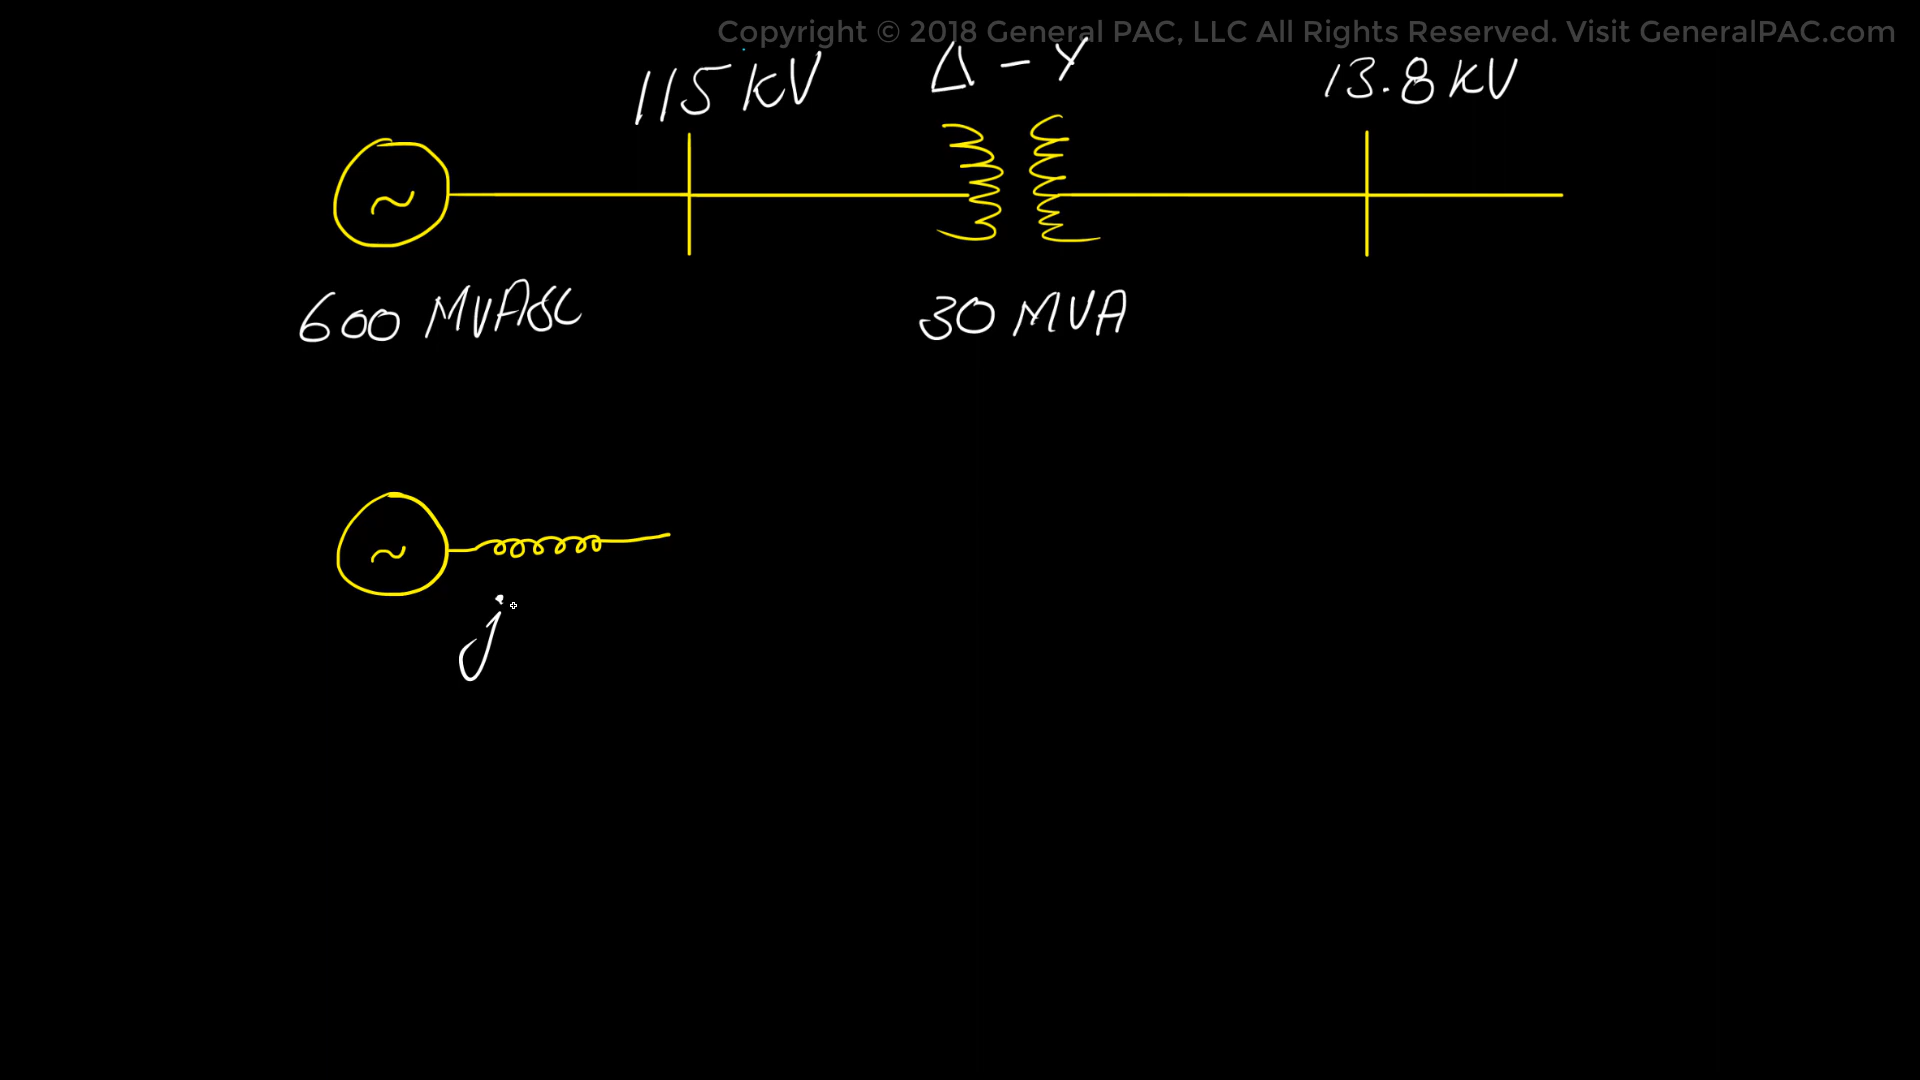 Copyright © 2018 General PAC, LLC All Rights Reserved. Visit GeneralPAC.com
115 kV Δ - Y 13.8 KV
~
600 MVASC 30 MVA
~
j